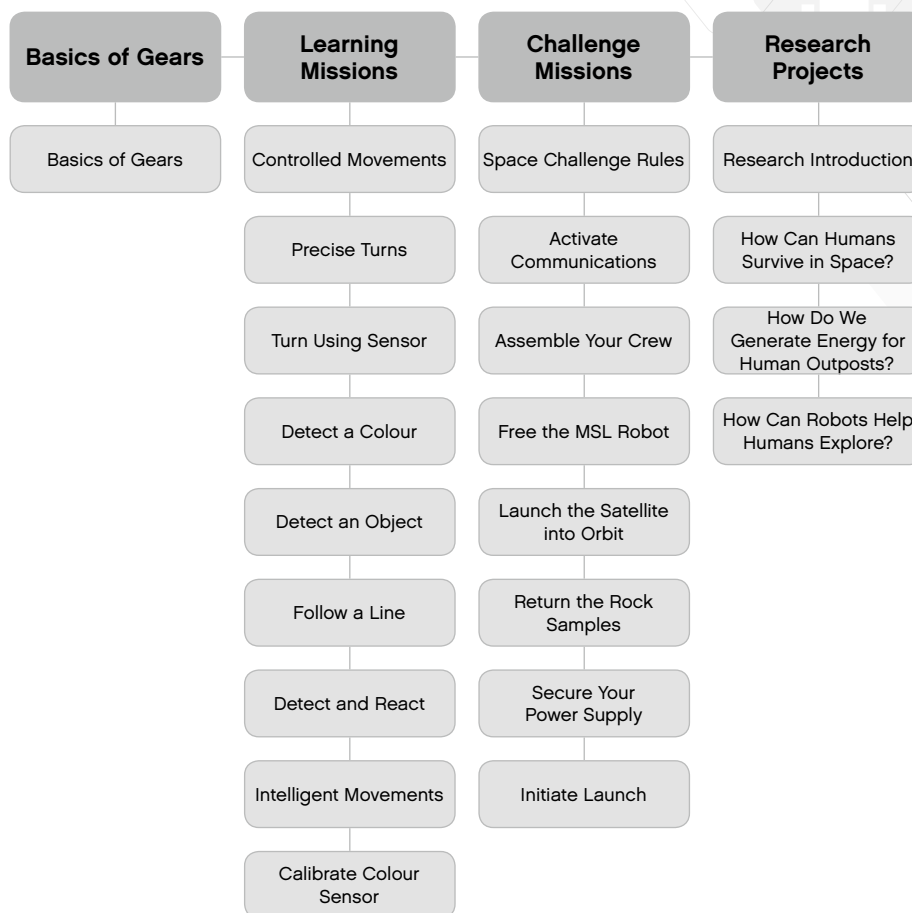 Basics of Gears
Basics of Gears
Learning
Missions
Controlled Movements
Precise Turns
Turn Using Sensor
Detect a Colour
Detect an Object
Follow a Line
Detect and React
Intelligent Movements
Calibrate Colour
Sensor
Challenge
Missions
Space Challenge Rules
Activate
Communications
Assemble Your Crew
Free the MSL Robot
Launch the Satellite
into Orbit
Return the Rock
Samples
Secure Your
Power Supply
Initiate Launch
Research
Projects
Research Introduction
How Can Humans
Survive in Space?
How Do We
Generate Energy for
Human Outposts?
How Can Robots Help
Humans Explore?